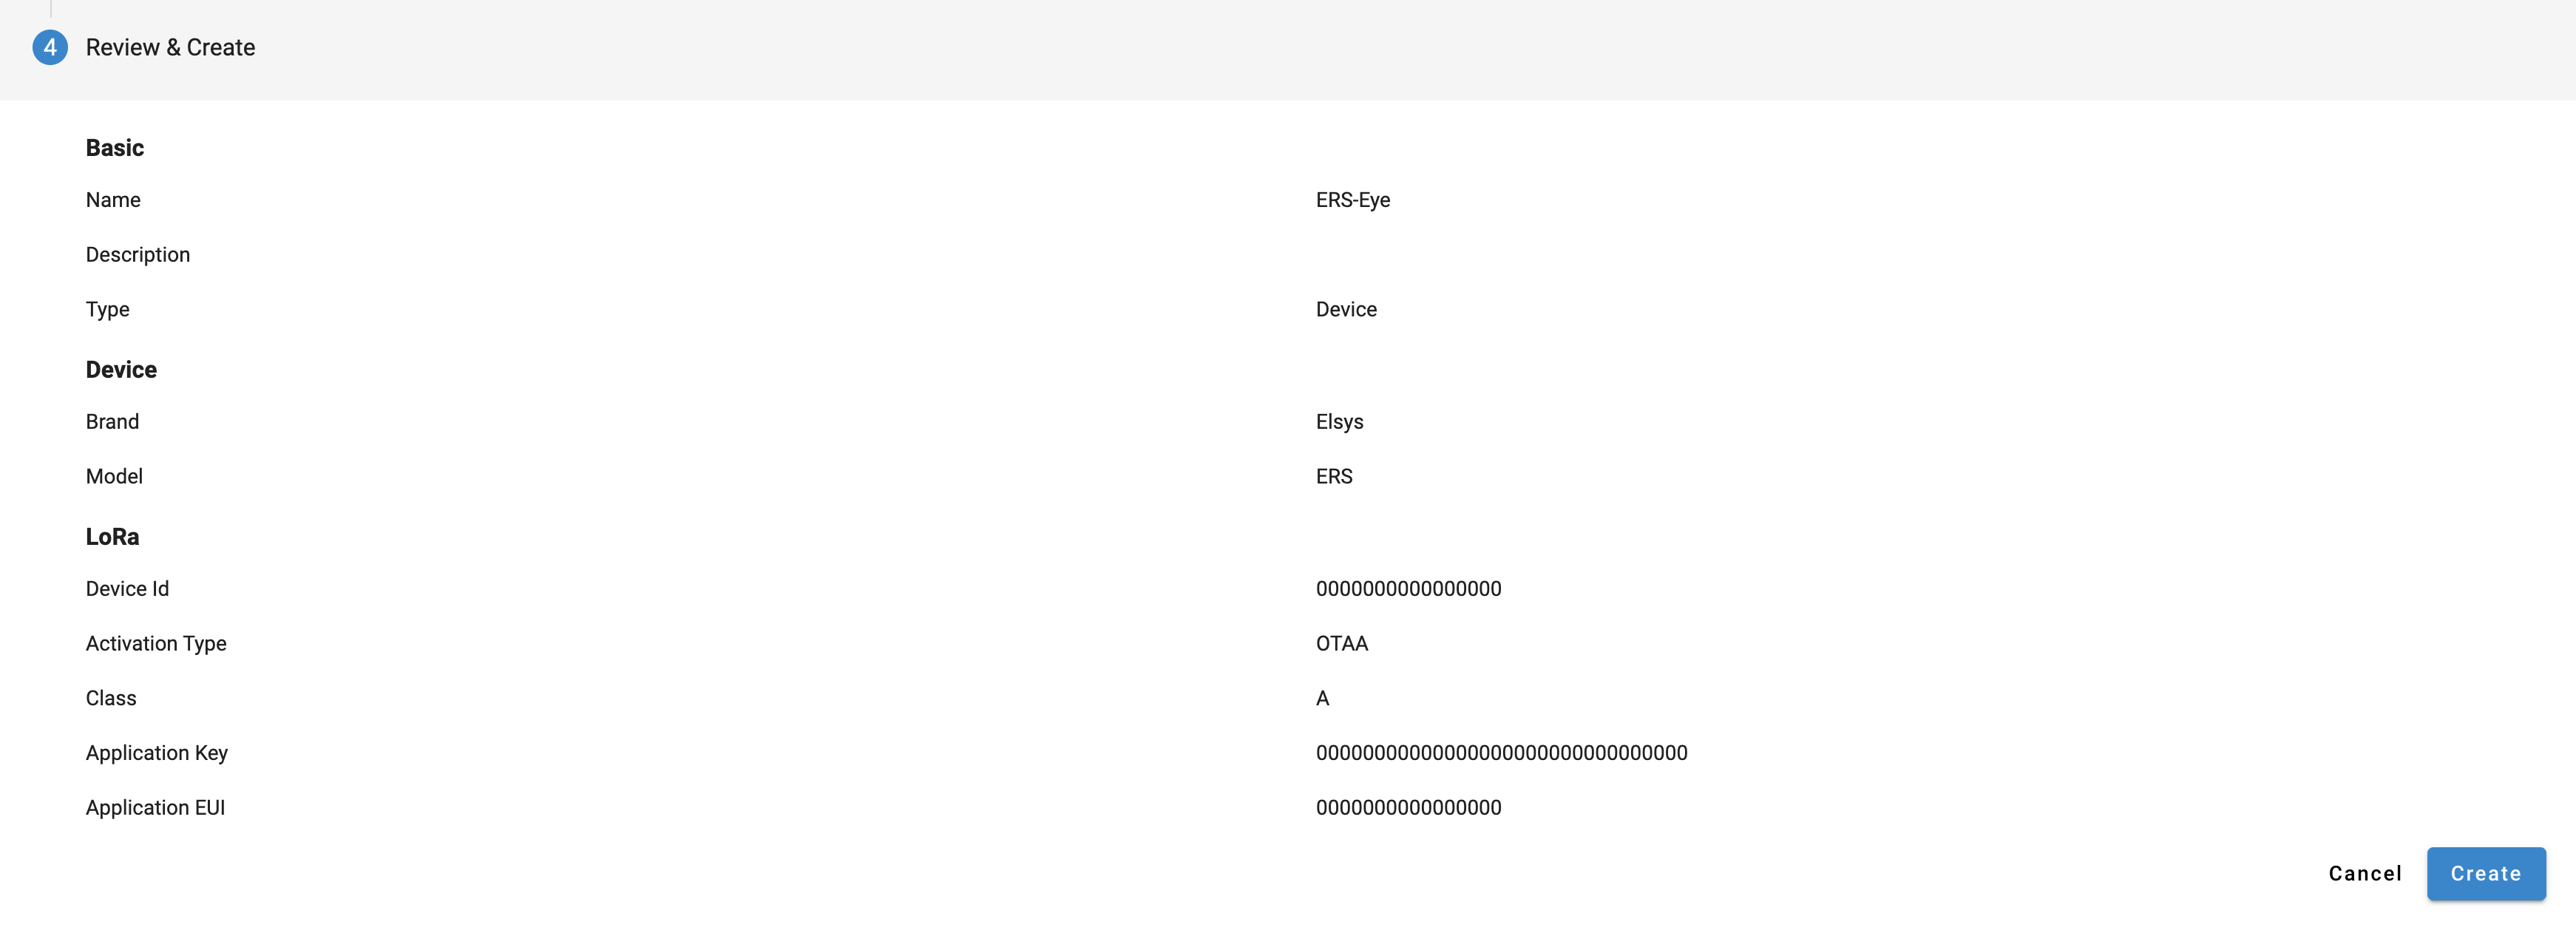 4 Review & Create
Basic
Name ERS-Eye
Description
Type Device
Device
Brand Elsys
Model ERS
LoRa
Device Id 0000000000000000
Activation Type OTAA
Class A
Application Key 00000000000000000000000000000000
Application EUI 0000000000000000
Cancel Create